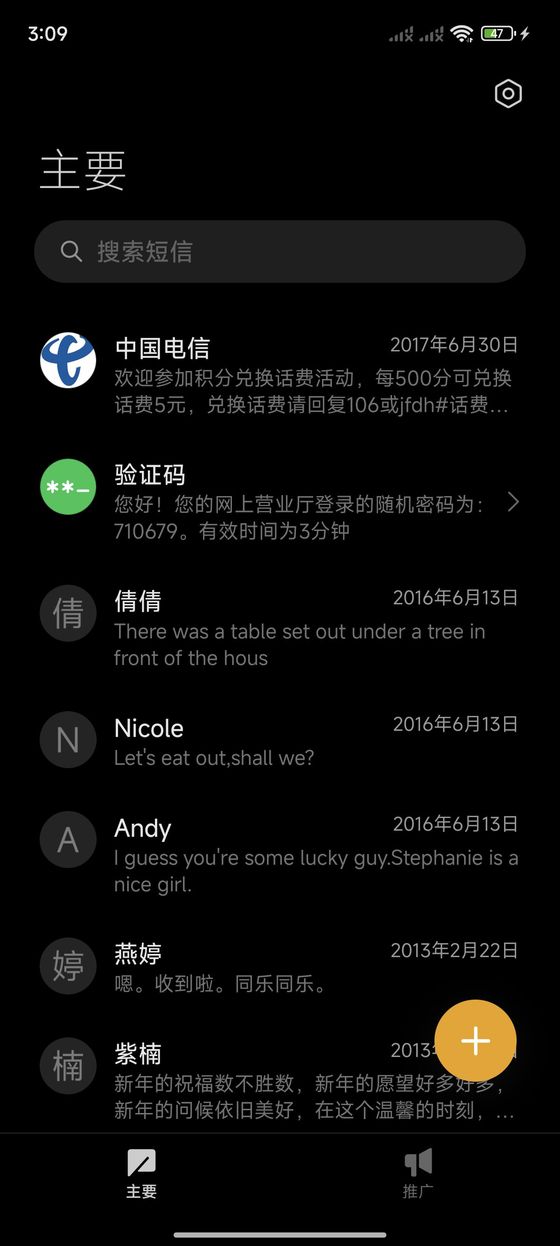 3:09
47
主要
搜索短信
中国电信 2017年6月30日
欢迎参加积分兑换话费活动，每500分可兑换
话费5元，兑换话费请回复106或jfdh#话费…
**_
验证码
您好！您的网上营业厅登录的随机密码为：
710679。有效时间为3分钟
倩
倩倩 2016年6月13日
There was a table set out under a tree in
front of the hous
N
Nicole 2016年6月13日
Let's eat out,shall we?
A
Andy 2016年6月13日
I guess you're some lucky guy.Stephanie is a
nice girl.
婷
燕婷 2013年2月22日
嗯。收到啦。同乐同乐。
楠
紫楠 2013
新年的祝福数不胜数，新年的愿望好多好多，
新年的问候依旧美好，在这个温馨的时刻，…
主要 推广